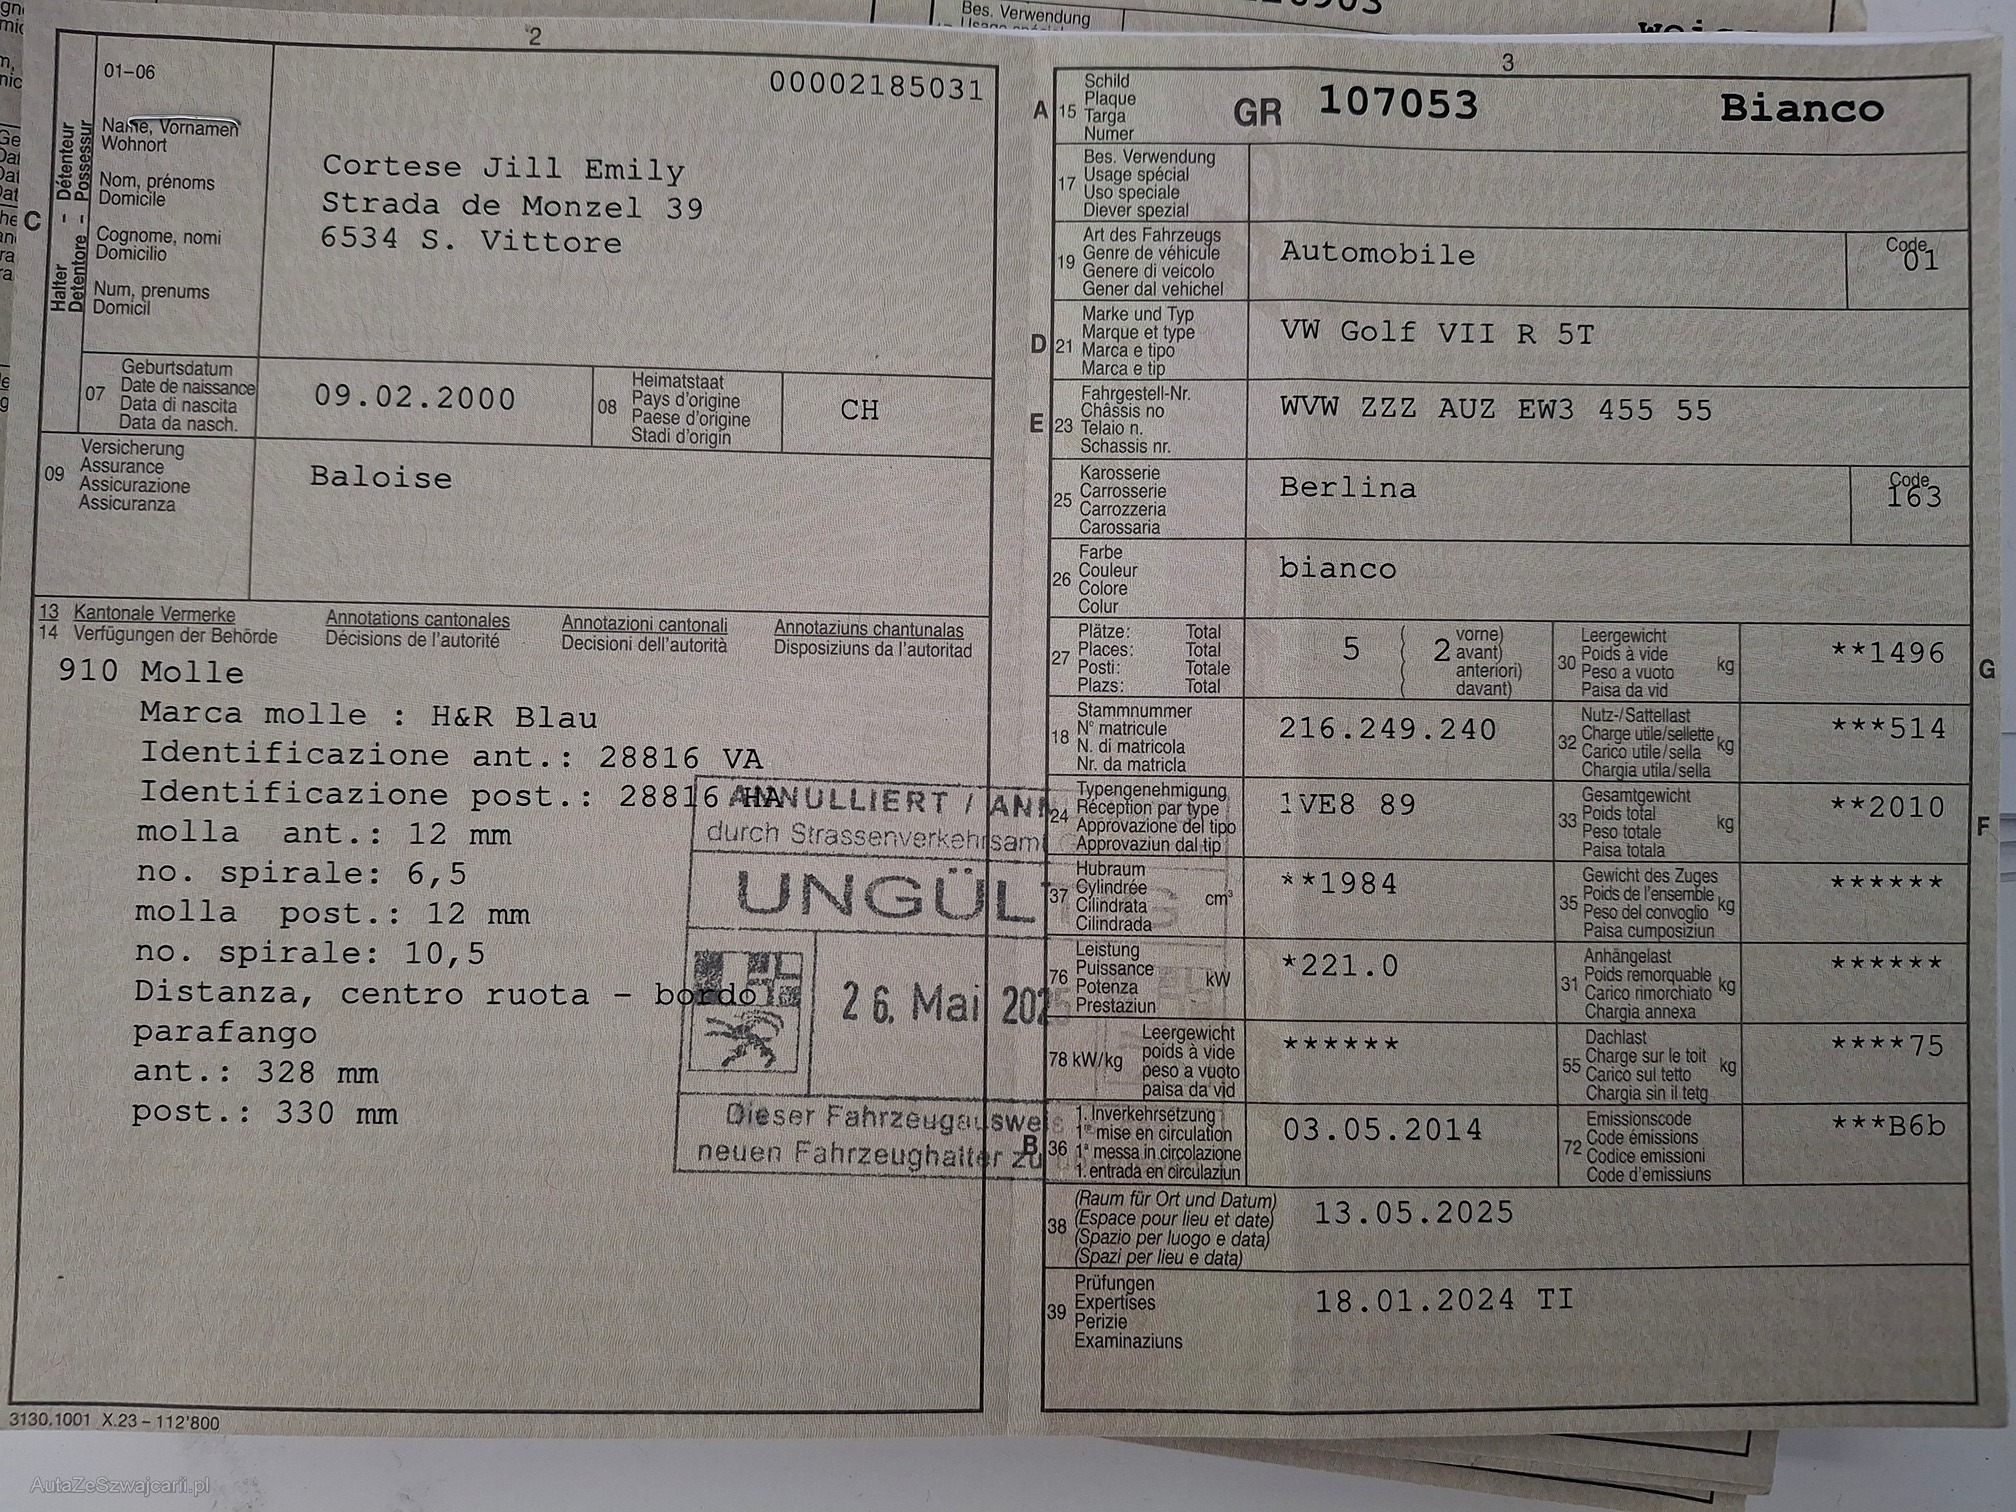 Bes. Verwendung
2
01-06
00002185031
C
Halter - Détenteur
Detentore - Possessur
Name, Vornamen
Wohnort
Nom, prénoms
Domicile
Cognome, nomi
Domicilio
Num, prenums
Domicil
Cortese Jill Emily
Strada de Monzel 39
6534 S. Vittore
07
Geburtsdatum
Date de naissance
Data di nascita
Data da nasch.
09.02.2000
08
Heimatstaat
Pays d'origine
Paese d'origine
Stadi d'origin
CH
09
Versicherung
Assurance
Assicurazione
Assicuranza
Baloise
13 Kantonale Vermerke Annotations cantonales Annotazioni cantonali Annotaziuns chantunalas
14 Verfügungen der Behörde Décisions de l'autorité Decisioni dell'autorità Disposiziuns da l'autoritad
910 Molle
Marca molle : H&R Blau
Identificazione ant.: 28816 VA
Identificazione post.: 28816 HA
molla ant.: 12 mm
no. spirale: 6,5
molla post.: 12 mm
no. spirale: 10,5
Distanza, centro ruota - bordo
parafango
ant.: 328 mm
post.: 330 mm
ANNULLIERT / ANN
durch Strassenverkehrsam
UNGÜLTIG
26. Mai 2025
Dieser Fahrzeugausweis
neuen Fahrzeughalter zu
3130.1001 X.23 - 112'800
3
A
15
Schild
Plaque
Targa
Numer
GR 107053 Bianco
17
Bes. Verwendung
Usage spécial
Uso speciale
Diever spezial
19
Art des Fahrzeugs
Genre de véhicule
Genere di veicolo
Gener dal vehichel
Automobile
Code
01
D
21
Marke und Typ
Marque et type
Marca e tipo
Marca e tip
VW Golf VII R 5T
E
23
Fahrgestell-Nr.
Châssis no
Telaio n.
Schassis nr.
WVW ZZZ AUZ EW3 455 55
25
Karosserie
Carrosserie
Carrozzeria
Carossaria
Berlina
Code
163
26
Farbe
Couleur
Colore
Colur
bianco
27
Plätze: Total
Places: Total
Posti: Totale
Plazs: Total
5
2
vorne)
avant)
anteriori)
davant)
30
Leergewicht
Poids à vide
Peso a vuoto
Paisa da vid
kg
**1496
G
18
Stammnummer
N° matricule
N. di matricola
Nr. da matricla
216.249.240
32
Nutz-/Sattellast
Charge utile/sellette
Carico utile/sella
Chargia utila/sella
kg
***514
24
Typengenehmigung
Réception par type
Approvazione del tipo
Approvaziun dal tip
1VE8 89
33
Gesamtgewicht
Poids total
Peso totale
Paisa totala
kg
**2010
F
37
Hubraum
Cylindrée
Cilindrata
Cilindrada
cm³
**1984
35
Gewicht des Zuges
Poids de l'ensemble
Peso del convoglio
Paisa cumposiziun
kg
******
76
Leistung
Puissance
Potenza
Prestaziun
kW
*221.0
31
Anhängelast
Poids remorquable
Carico rimorchiato
Chargia annexa
kg
******
78 kW/kg
Leergewicht
poids à vide
peso a vuoto
paisa da vid
******
55
Dachlast
Charge sur le toit
Carico sul tetto
Chargia sin il tetg
kg
****75
B
36
1. Inverkehrsetzung
1re mise en circulation
1a messa in circolazione
1. entrada en circulaziun
03.05.2014
72
Emissionscode
Code émissions
Codice emissioni
Code d'emissiuns
***B6b
38
(Raum für Ort und Datum)
(Espace pour lieu et date)
(Spazio per luogo e data)
(Spazi per lieu e data)
13.05.2025
39
Prüfungen
Expertises
Perizie
Examinaziuns
18.01.2024 TI
AutaZeSzwajcarii.pl